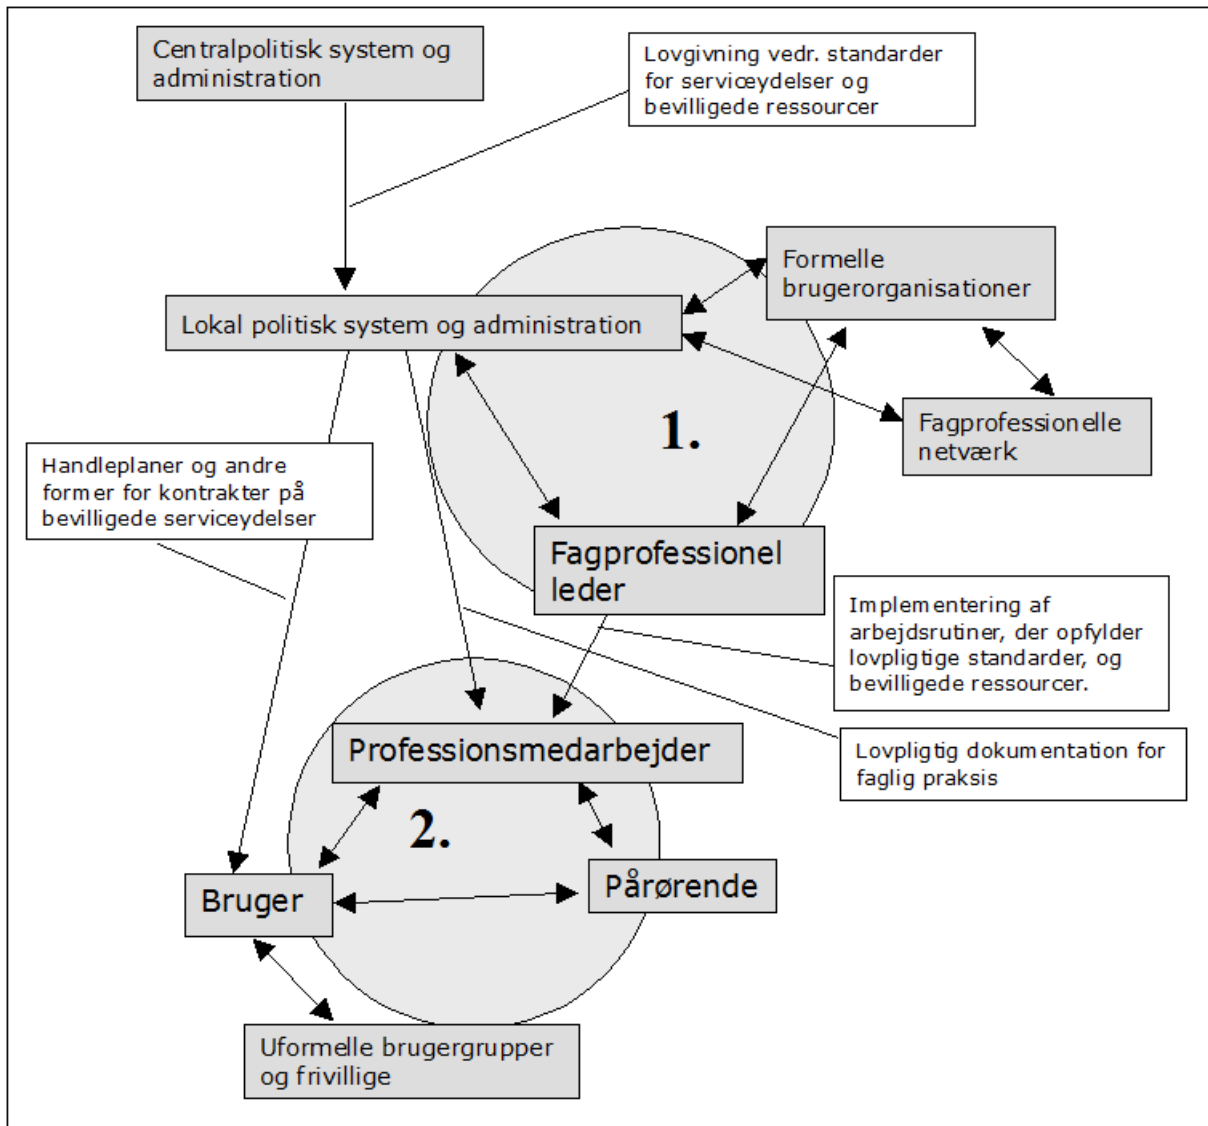 Centralpolitisk system og
administration
Lovgivning vedr. standarder
for serviceydelser og
bevilligede ressourcer
Formelle
brugerorganisationer
Lokal politisk system og administration
1.
Fagprofessionelle
netværk
Handleplaner og andre
former for kontrakter på
bevilligede serviceydelser
Fagprofessionel
leder
Implementering af
arbejdsrutiner, der opfylder
lovpligtige standarder, og
bevilligede ressourcer.
Professionsmedarbejder
Lovpligtig dokumentation for
faglig praksis
2.
Bruger
Pårørende
Uformelle brugergrupper
og frivillige